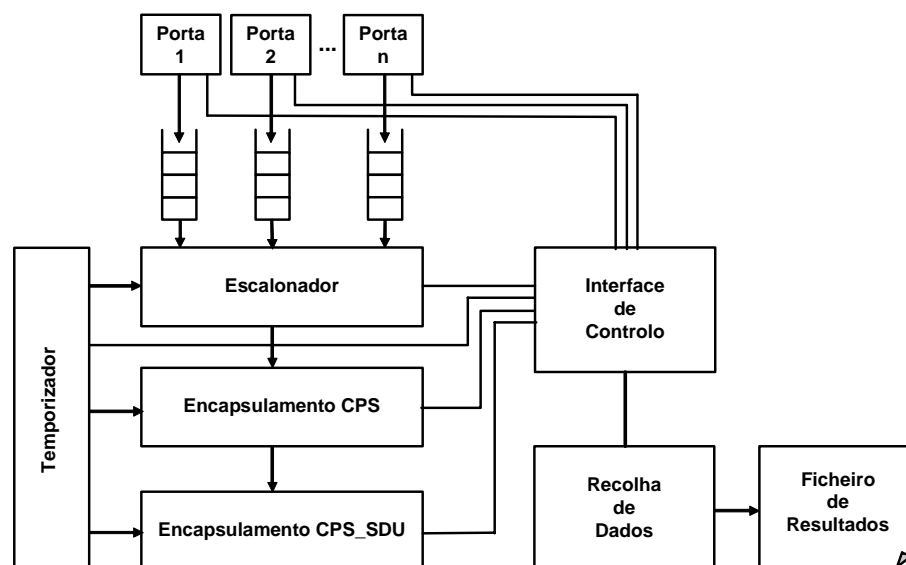 Porta
1
Porta
2
...
Porta
n
Escalonador
Interface
de
Controlo
Temporizador
Encapsulamento CPS
Encapsulamento CPS_SDU
Recolha
de
Dados
Ficheiro
de
Resultados